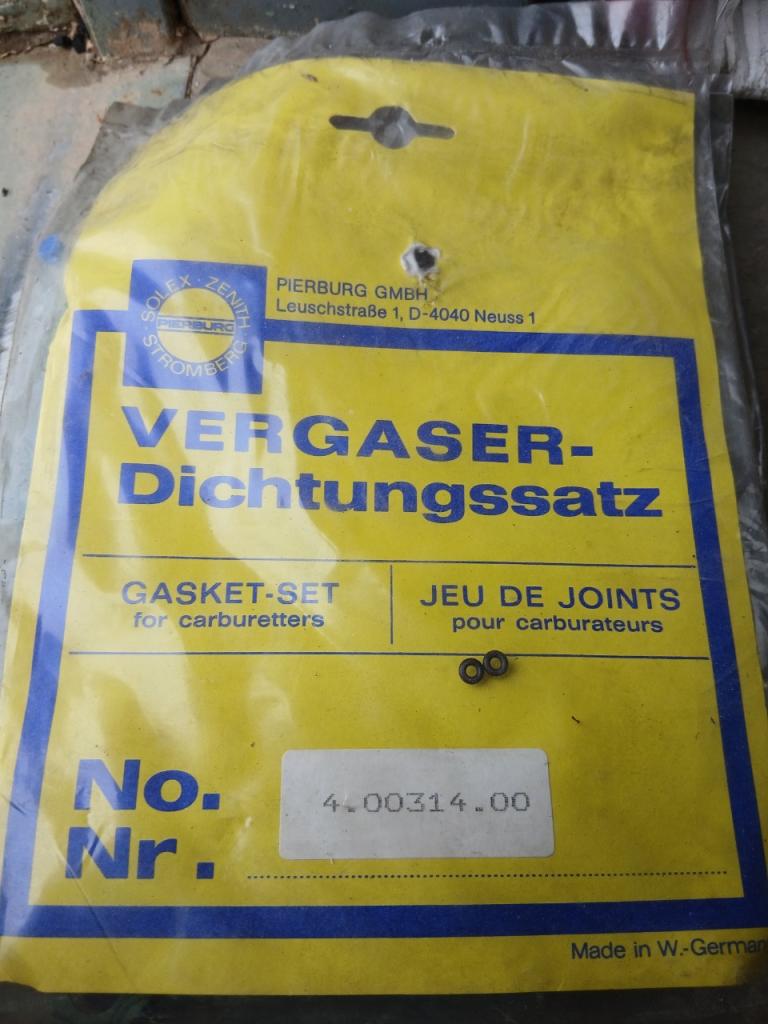 SOLEX · ZENITH
PIERBURG
STROMBERG
PIERBURG GMBH
Leuschstraße 1, D-4040 Neuss 1
VERGASER-
Dichtungssatz
GASKET-SET
for carburetters
JEU DE JOINTS
pour carburateurs
No.
Nr.
4.00314.00
Made in W.-German